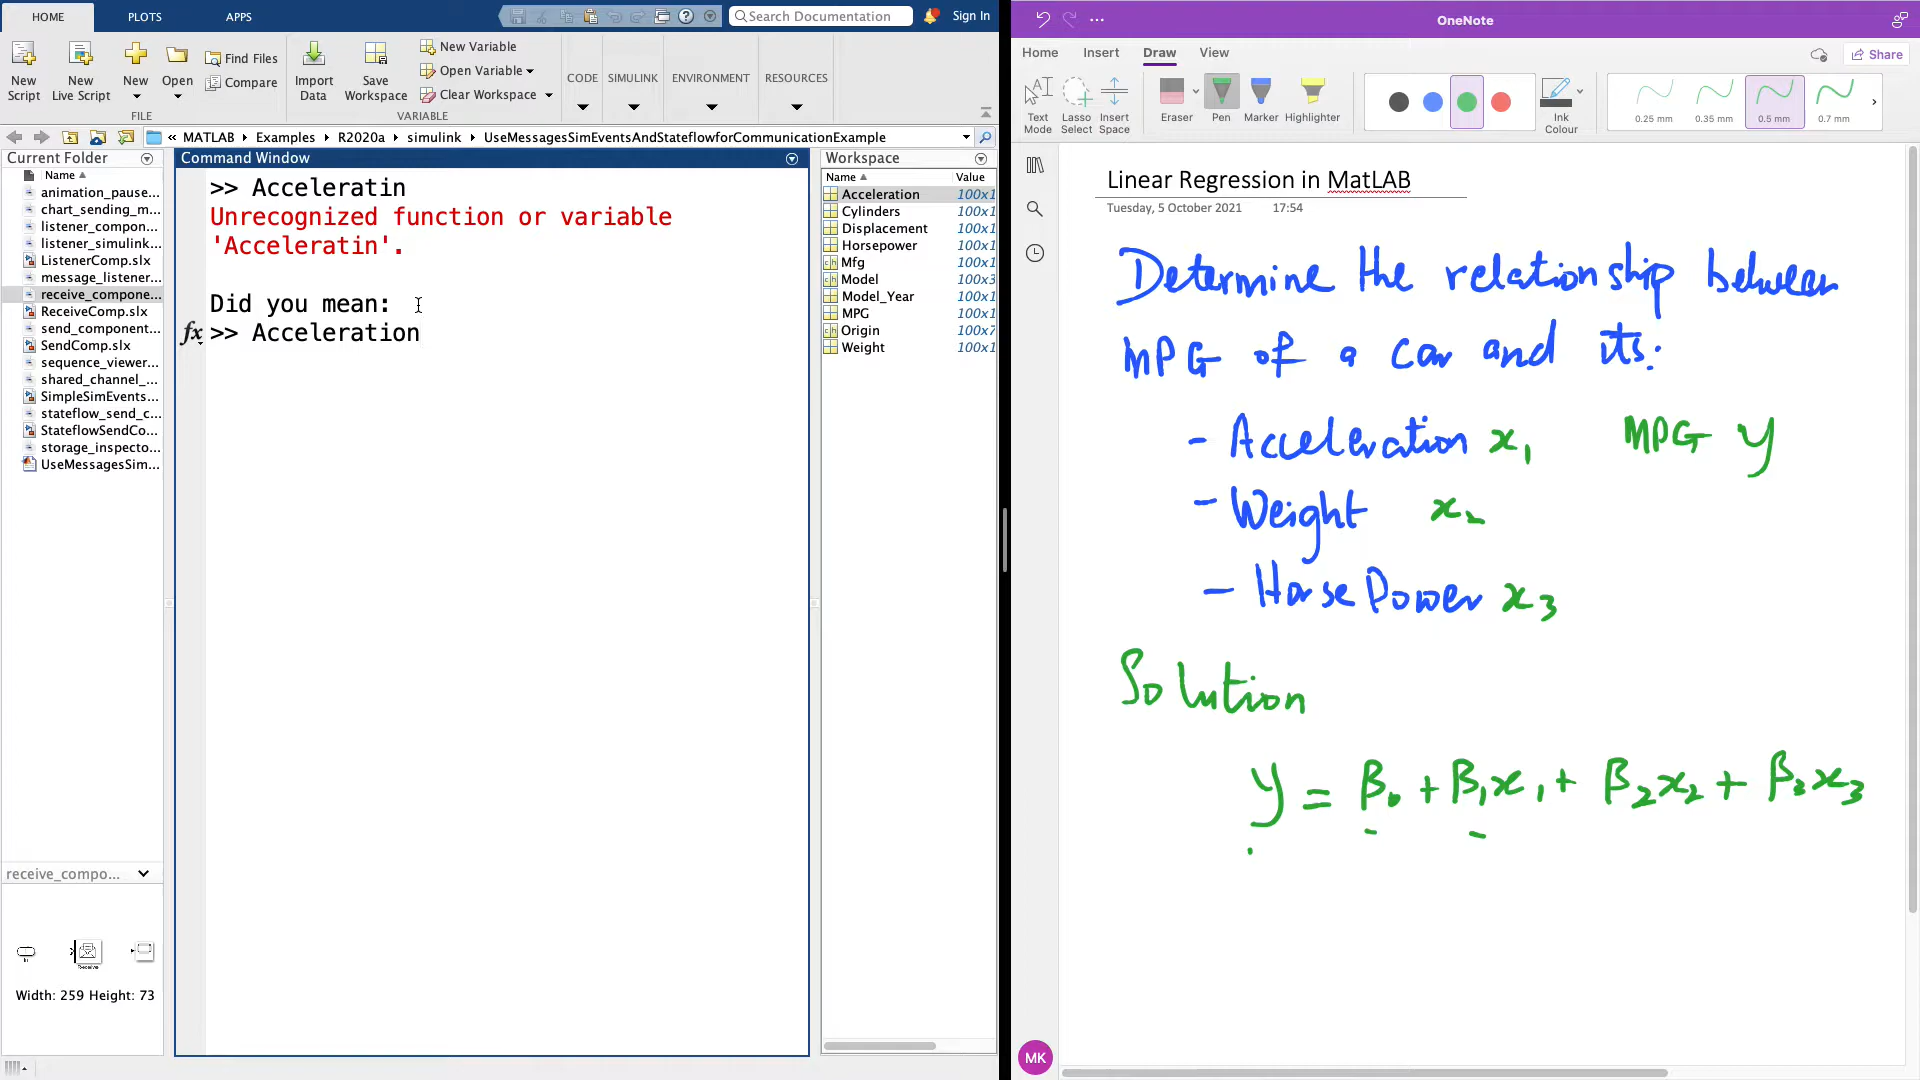 HOME
PLOTS
APPS
Search Documentation
Sign In
New Script
New Live Script
New
Open
Find Files
Compare
Import Data
Save Workspace
New Variable
Open Variable
Clear Workspace
CODE
SIMULINK
ENVIRONMENT
RESOURCES
FILE
VARIABLE
« MATLAB ▸ Examples ▸ R2020a ▸ simulink ▸ UseMessagesSimEventsAndStateflowforCommunicationExample
Current Folder
Name
animation_pause...
chart_sending_m...
listener_compon...
listener_simulink...
ListenerComp.slx
message_listener...
receive_compone...
ReceiveComp.slx
send_component...
SendComp.slx
sequence_viewer...
shared_channel_...
SimpleSimEvents...
stateflow_send_c...
StateflowSendCo...
storage_inspecto...
UseMessagesSim...
receive_compo...
Receive
Width: 259 Height: 73
Command Window
>> Acceleratin
Unrecognized function or variable
'Acceleratin'.
Did you mean:
fx >> Acceleration
Workspace
Name Value
Acceleration 100x1
Cylinders 100x1
Displacement 100x1
Horsepower 100x1
Mfg 100x1
Model 100x3
Model_Year 100x1
MPG 100x1
Origin 100x7
Weight 100x1
OneNote
Home Insert Draw View
Share
Text Mode
Lasso Select
Insert Space
Eraser
Pen
Marker
Highlighter
Ink Colour
0.25 mm
0.35 mm
0.5 mm
0.7 mm
Linear Regression in MatLAB
Tuesday, 5 October 2021 17:54
Determine the relationship between
MPG of a car and its:
- Acceleration x₁ MPG y
- Weight x₂
- Horse Power x₃
Solution
y = β₀ + β₁x₁ + β₂x₂ + β₃x₃
MK